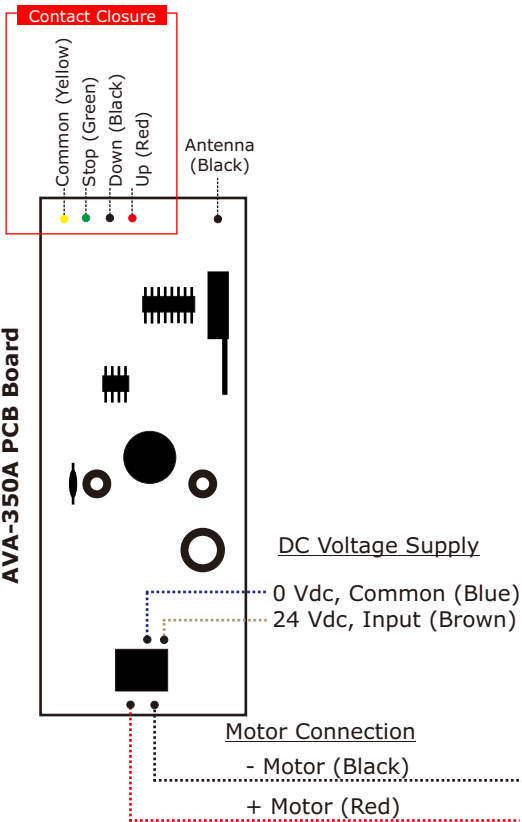 Contact Closure
Common (Yellow)
Stop (Green)
Down (Black)
Up (Red)
Antenna
(Black)
AVA-350A PCB Board
DC Voltage Supply
0 Vdc, Common (Blue)
24 Vdc, Input (Brown)
Motor Connection
- Motor (Black)
+ Motor (Red)